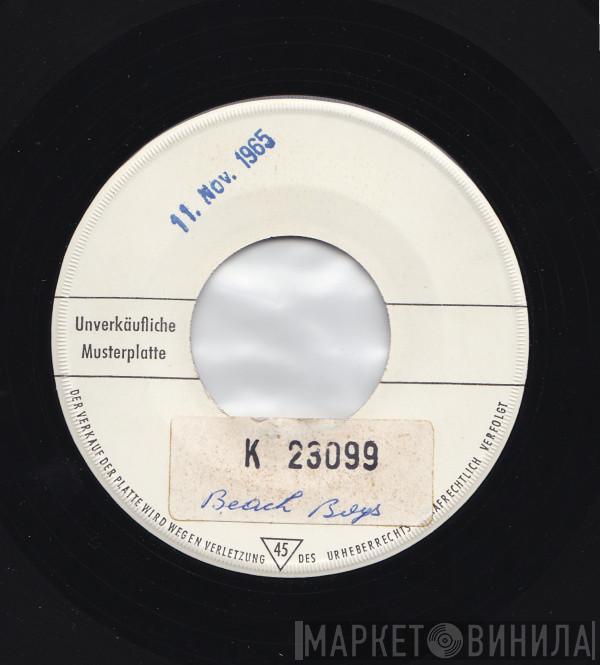 11. Nov. 1965
Unverkäufliche
Musterplatte
K 23099
Beach Boys
DER VERKAUF DER PLATTE WIRD WEGEN VERLETZUNG 45 DES URHEBERRECHTS AFRECHTLICH VERFOLGT
МАРКЕТ ВИНИЛА